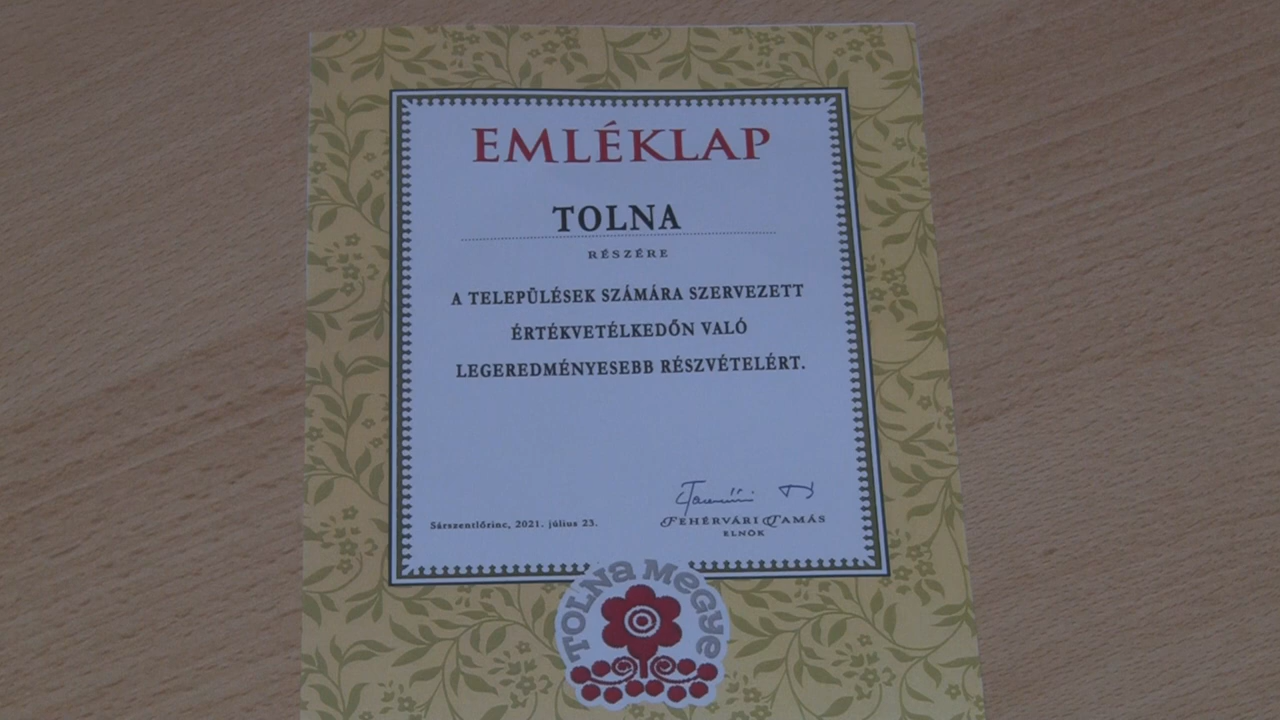 EMLÉKLAP
TOLNA
RÉSZÉRE
A TELEPÜLÉSEK SZÁMÁRA SZERVEZETT
ÉRTÉKVETÉLKEDŐN VALÓ
LEGEREDMÉNYESEBB RÉSZVÉTELÉRT.
Sárszentlőrinc, 2021. július 23.
FEHÉRVÁRI TAMÁS
ELNÖK
TOLNA MEGYE